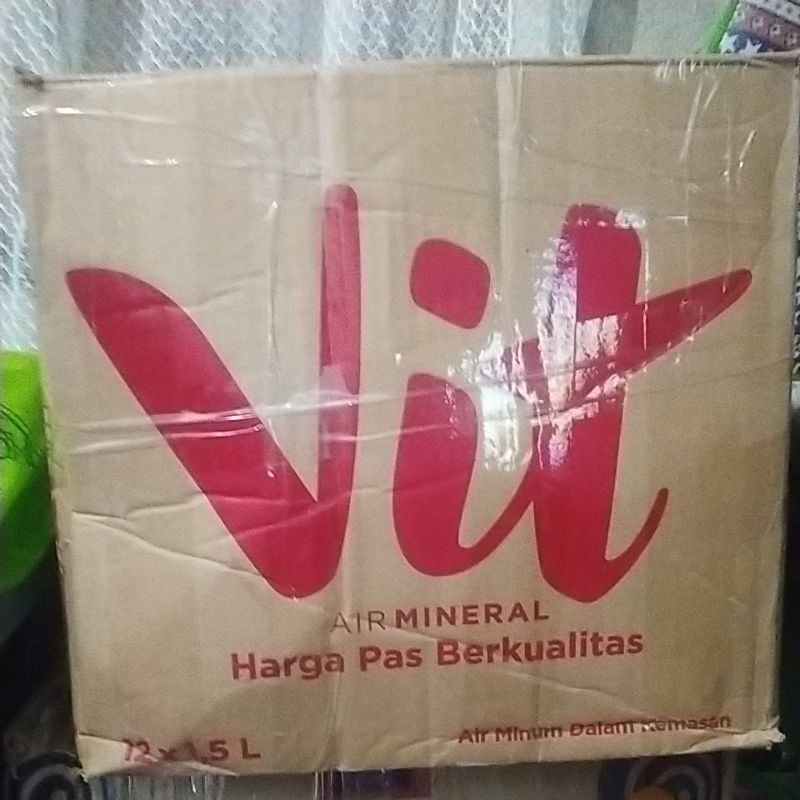 Vit
AIR MINERAL
Harga Pas Berkualitas
12 x 1,5 L
Air Minum Dalam Kemasan